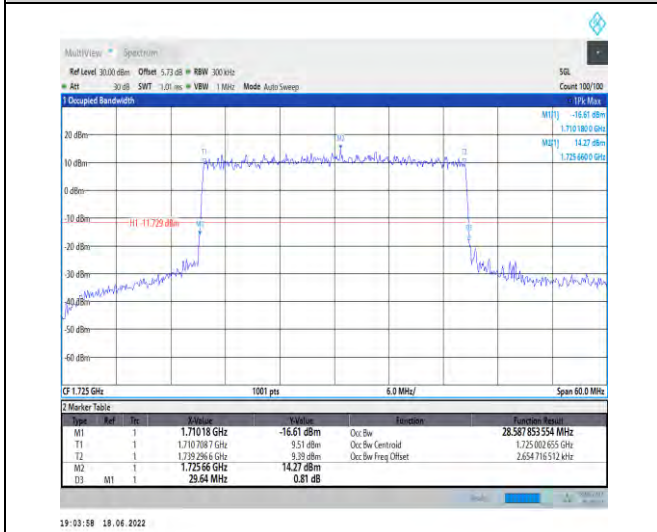 MultiView Spectrum
Ref Level 30.00 dBm Offset 5.73 dB RBW 300 kHz SGL
Att 30 dB SWT 1.01 ms VBW 1 MHz Mode Auto Sweep Count 100/100
1 Occupied Bandwidth 1Pk Max
M1[1] -16.61 dBm
1.710 180 0 GHz
M2[1] 14.27 dBm
1.725 660 0 GHz
20 dBm
M2
T1
10 dBm
0 dBm
-10 dBm
H1 -11.729 dBm
M1
-20 dBm
-30 dBm
-40 dBm
-50 dBm
-60 dBm
CF 1.725 GHz 1001 pts 6.0 MHz/ Span 60.0 MHz
2 Marker Table
Type Ref Trc X-Value Y-Value Function Function Result
M1 1 1.710 18 GHz -16.61 dBm Occ Bw 28.587 853 554 MHz
T1 1 1.710 708 7 GHz 9.51 dBm Occ Bw Centroid 1.725 002 655 GHz
T2 1 1.739 296 6 GHz 9.39 dBm Occ Bw Freq Offset 2.654 716 512 kHz
M2 1 1.725 66 GHz 14.27 dBm
D3 M1 1 29.64 MHz 0.81 dB
19:03:58 18.06.2022